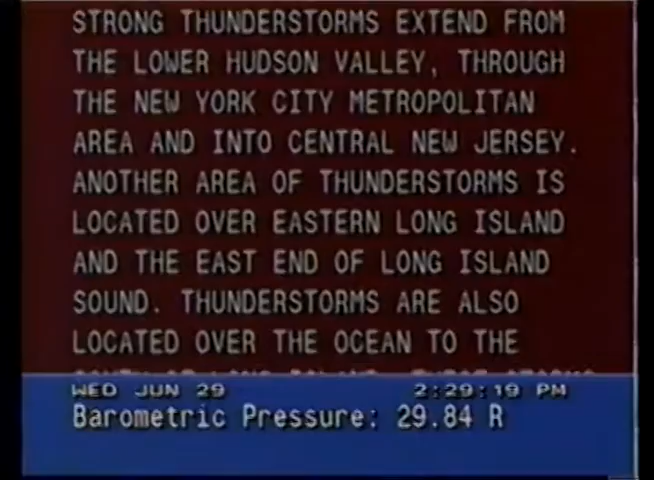 STRONG THUNDERSTORMS EXTEND FROM
THE LOWER HUDSON VALLEY, THROUGH
THE NEW YORK CITY METROPOLITAN
AREA AND INTO CENTRAL NEW JERSEY.
ANOTHER AREA OF THUNDERSTORMS IS
LOCATED OVER EASTERN LONG ISLAND
AND THE EAST END OF LONG ISLAND
SOUND. THUNDERSTORMS ARE ALSO
LOCATED OVER THE OCEAN TO THE
WED JUN 29 2:29:19 PM
Barometric Pressure: 29.84 R